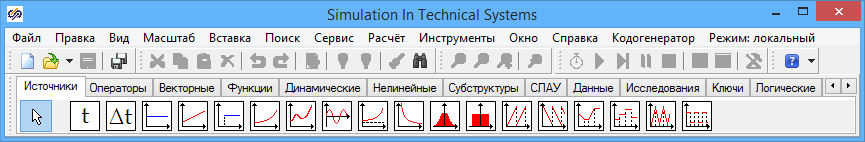 Simulation In Technical Systems
Файл Правка Вид Масштаб Вставка Поиск Сервис Расчёт Инструменты Окно Справка Кодогенератор Режим: локальный
Источники Операторы Векторные Функции Динамические Нелинейные Субструктуры СПАУ Данные Исследования Ключи Логические
t Δt